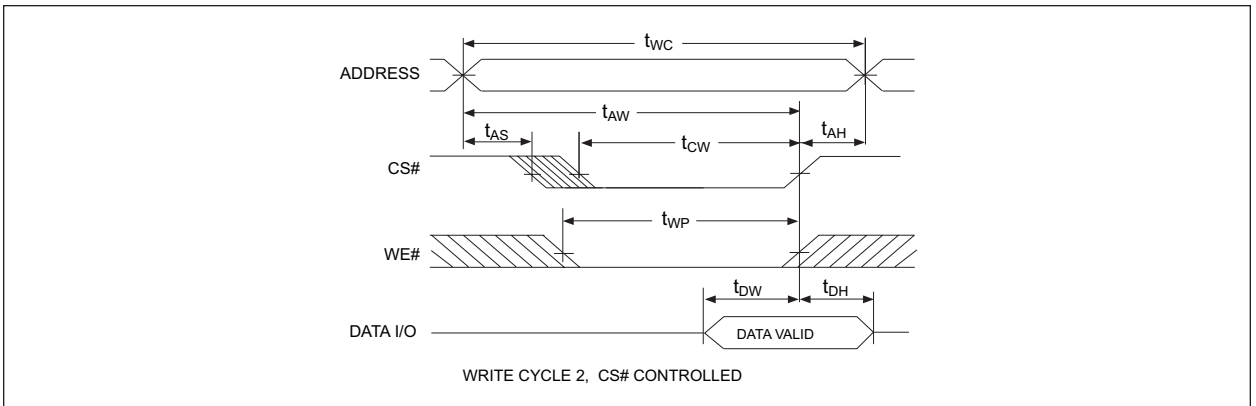 tWC
ADDRESS
tAW
tAS
tCW
tAH
CS#
tWP
WE#
tDW
tDH
DATA I/O
DATA VALID
WRITE CYCLE 2, CS# CONTROLLED